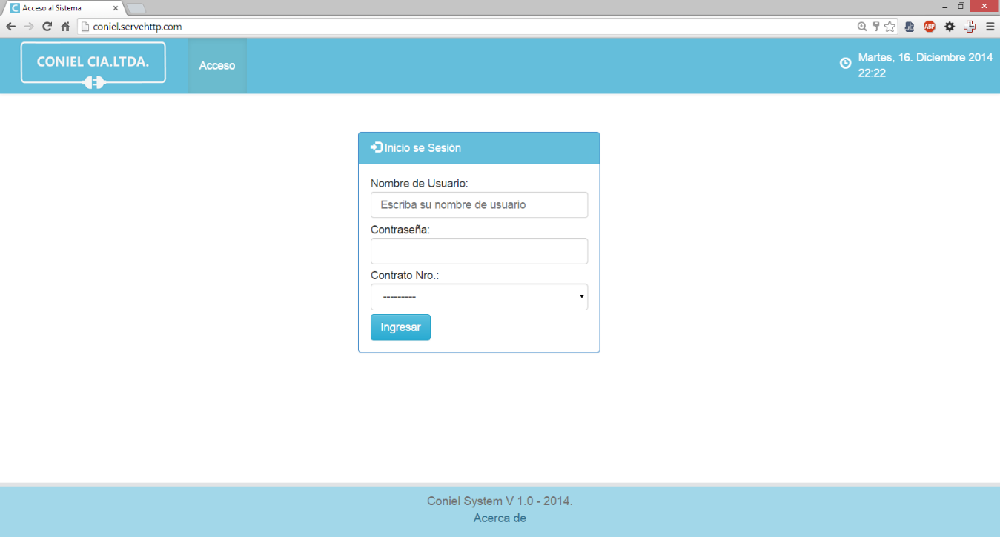 Acceso al Sistema
coniel.servehttp.com
ABP
CONIEL CIA.LTDA.
Acceso
Martes, 16. Diciembre 2014
22:22
Inicio se Sesión
Nombre de Usuario:
Escriba su nombre de usuario
Contraseña:
Contrato Nro.:
---------
Ingresar
Coniel System V 1.0 - 2014.
Acerca de